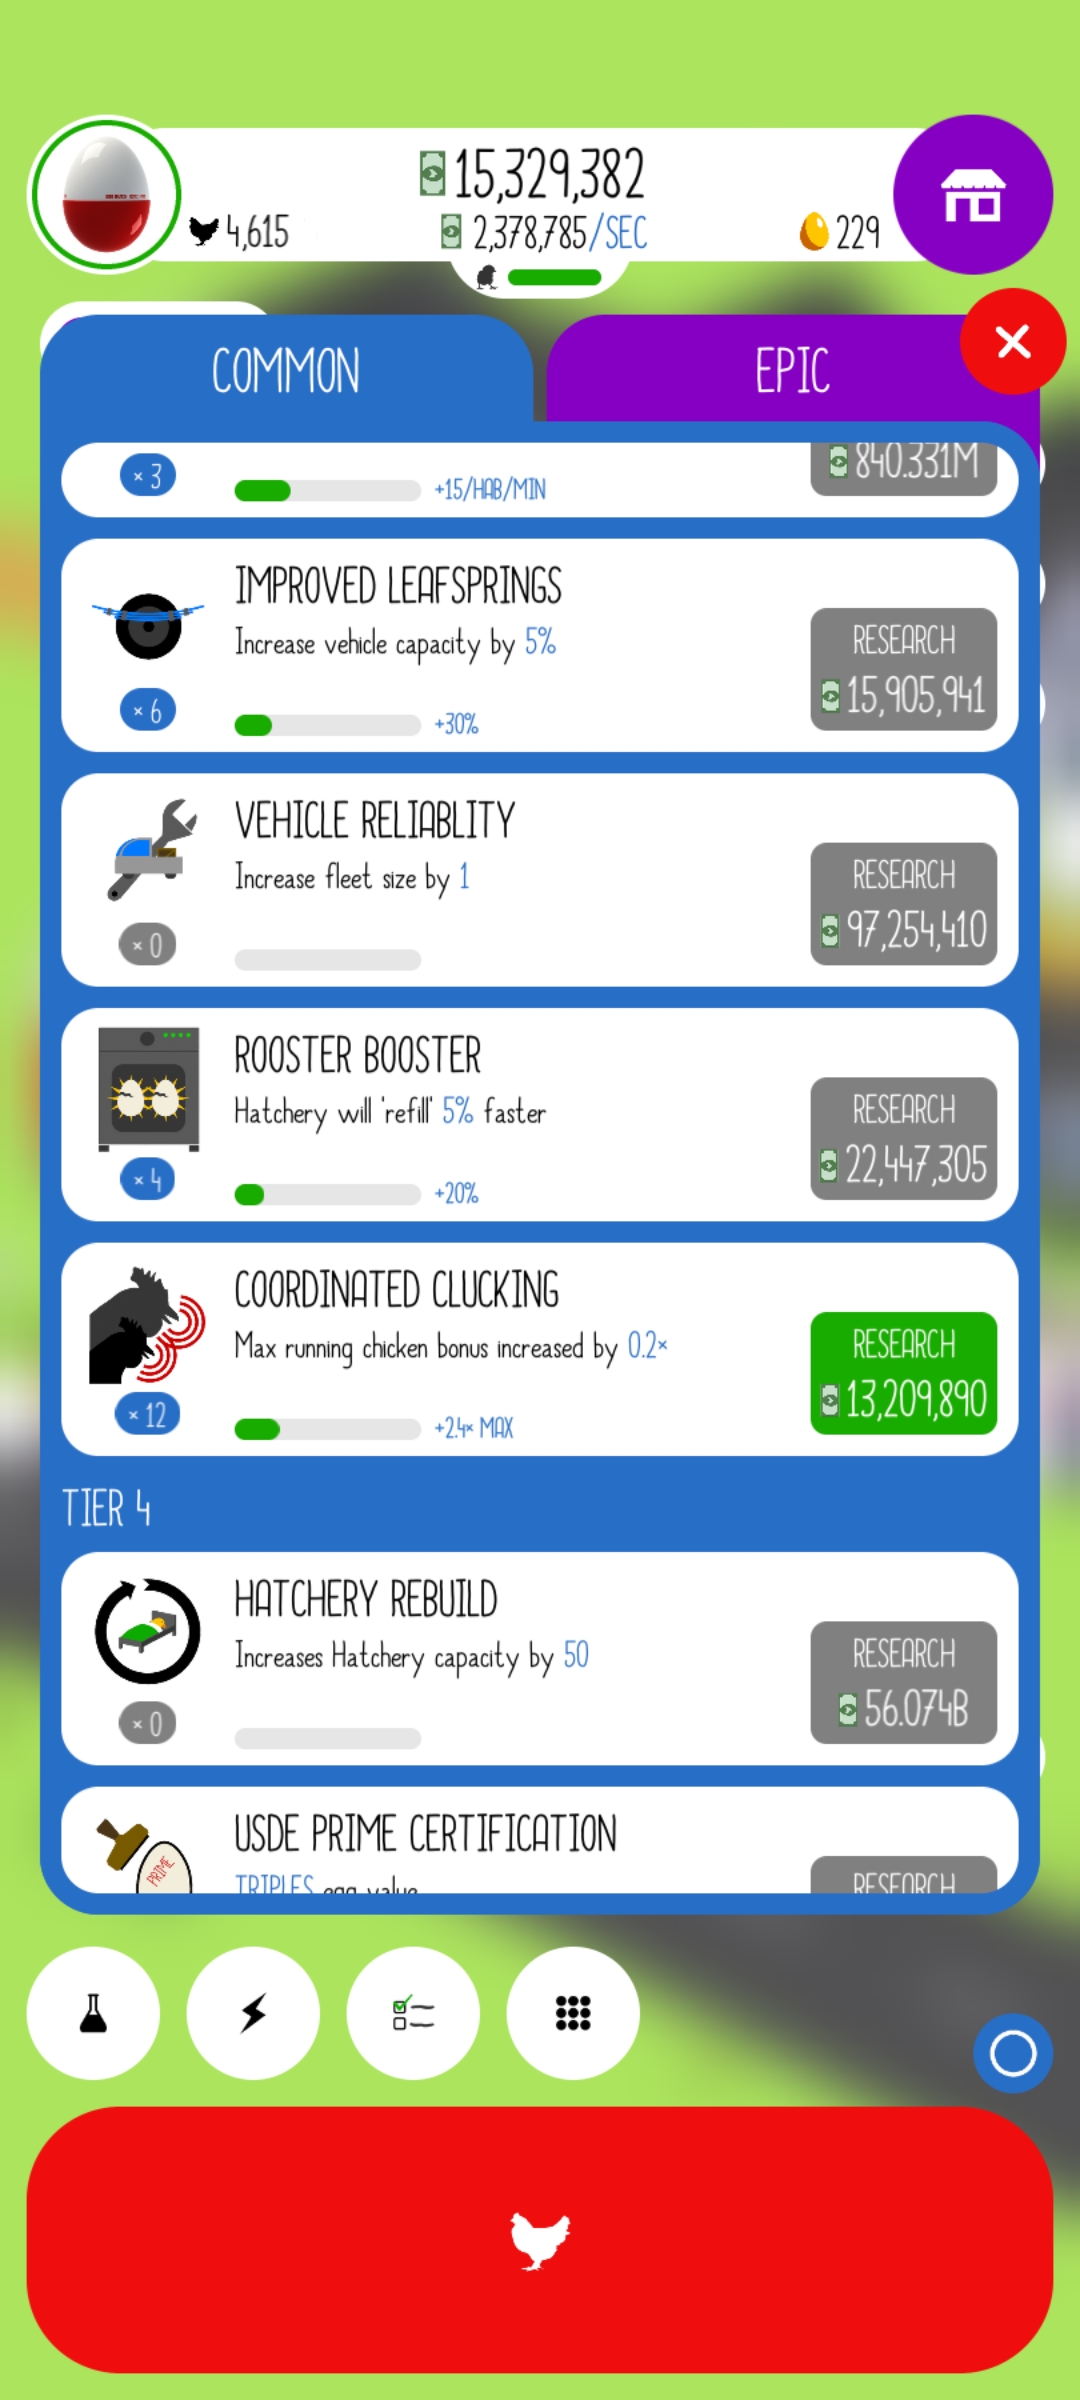 15,329,382
4,615
2,378,785/SEC
229
COMMON
EPIC
× 3
+15/HAB/MIN
840.331M
IMPROVED LEAFSPRINGS
Increase vehicle capacity by 5%
RESEARCH
15,905,941
× 6
+30%
VEHICLE RELIABLITY
Increase fleet size by 1
RESEARCH
97,254,410
× 0
ROOSTER BOOSTER
Hatchery will 'refill' 5% faster
RESEARCH
22,447,305
× 4
+20%
COORDINATED CLUCKING
Max running chicken bonus increased by 0.2×
RESEARCH
13,209,890
× 12
+2.4× MAX
TIER 4
HATCHERY REBUILD
Increases Hatchery capacity by 50
RESEARCH
56.074B
× 0
USDE PRIME CERTIFICATION
PRIME
TRIPLES egg value
RESEARCH